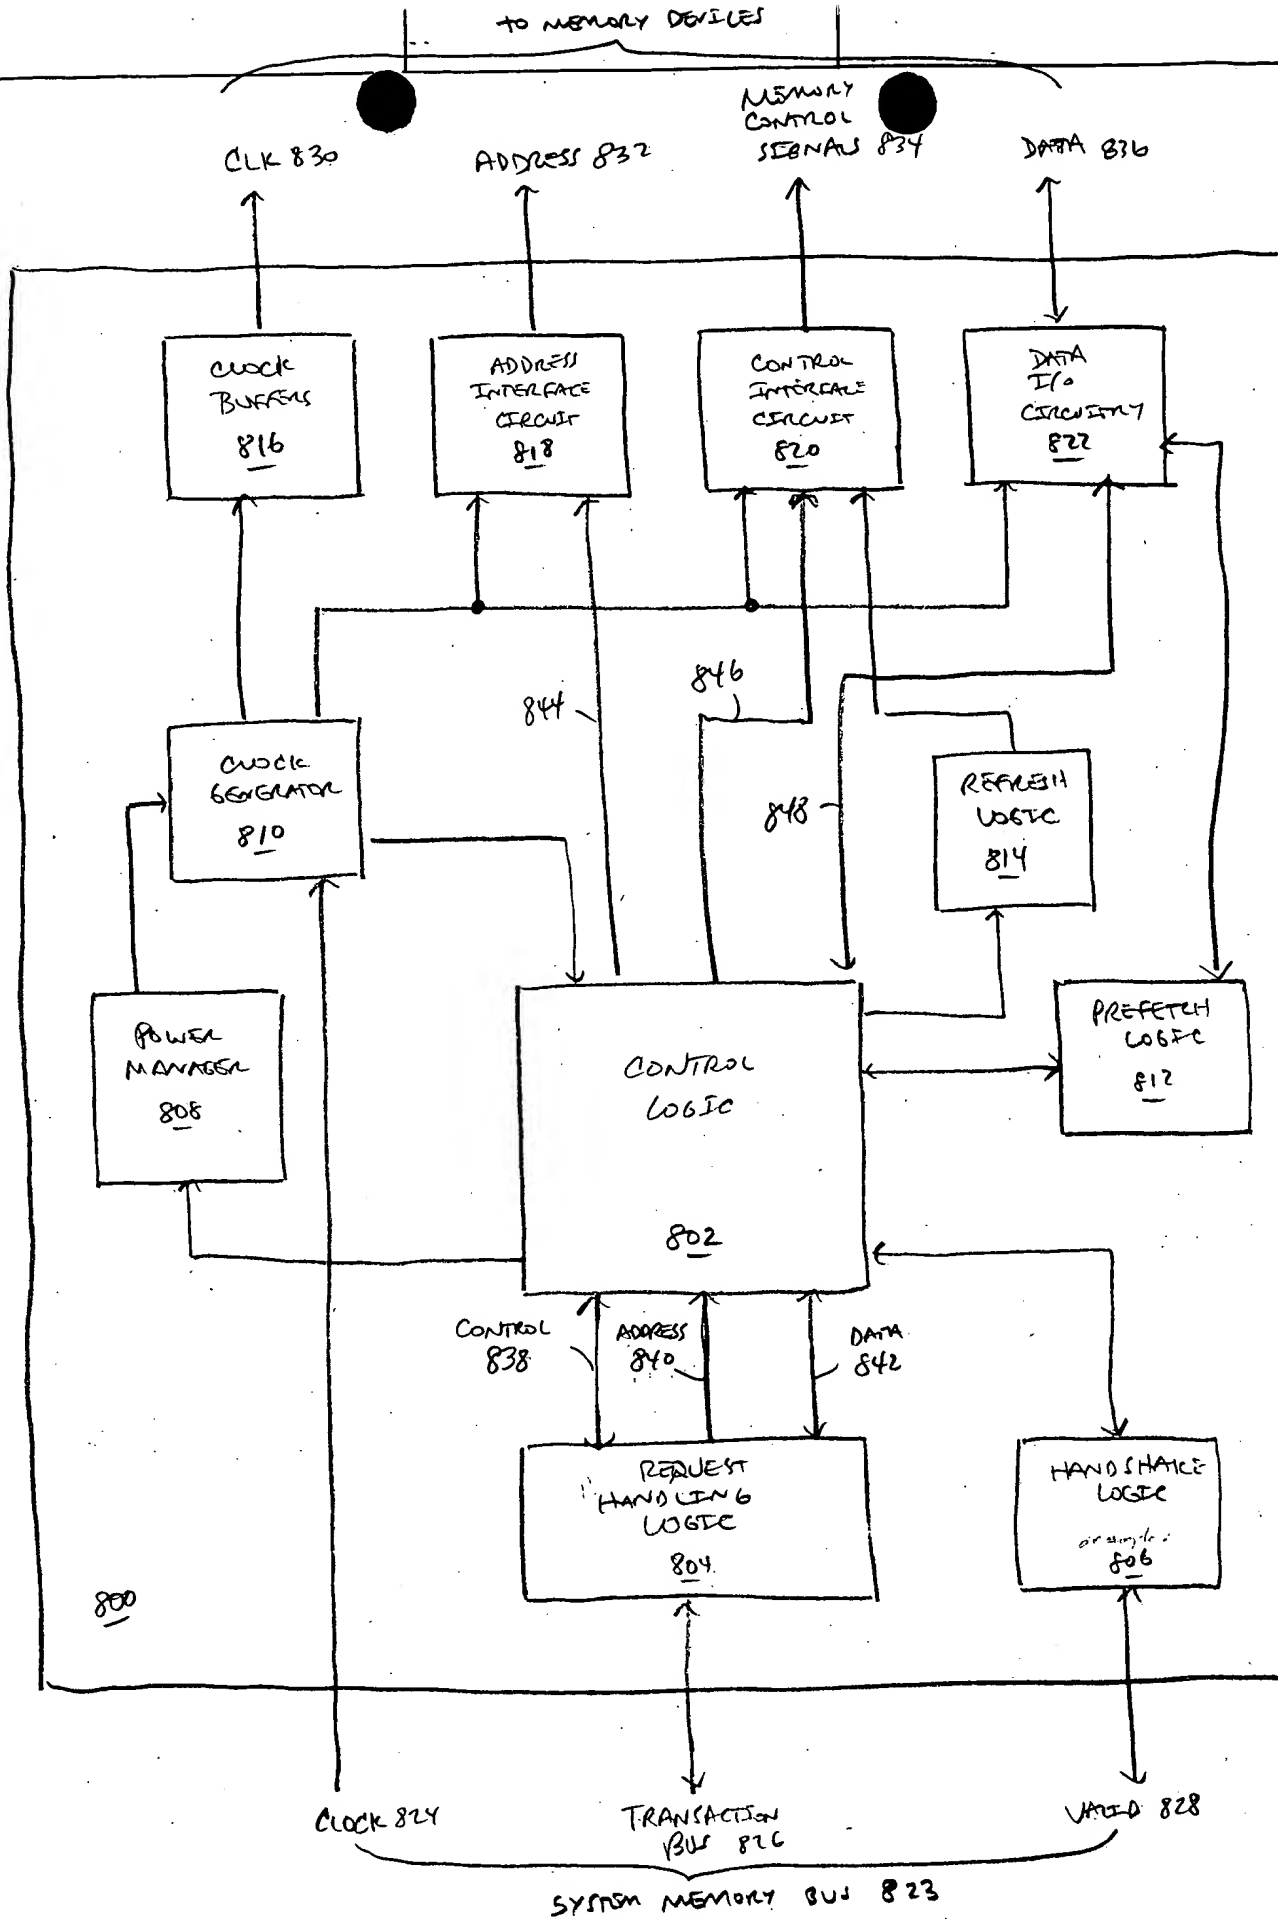 TO MEMORY DEVICES
CLK 830
ADDRESS 832
MEMORY
CONTROL
SIGNALS 834
DATA 836
CLOCK
BUFFERS
816
ADDRESS
INTERFACE
CIRCUIT
818
CONTROL
INTERFACE
CIRCUIT
820
DATA
I/O
CIRCUITRY
822
844
846
848
CLOCK
GENERATOR
810
REFRESH
LOGIC
814
POWER
MANAGER
808
CONTROL
LOGIC
802
PREFETCH
LOGIC
812
CONTROL
838
ADDRESS
840
DATA
842
REQUEST
HANDLING
LOGIC
804
HANDSHAKE
LOGIC
806
800
CLOCK 824
TRANSACTION
BUS 826
VALID 828
SYSTEM MEMORY BUS 823